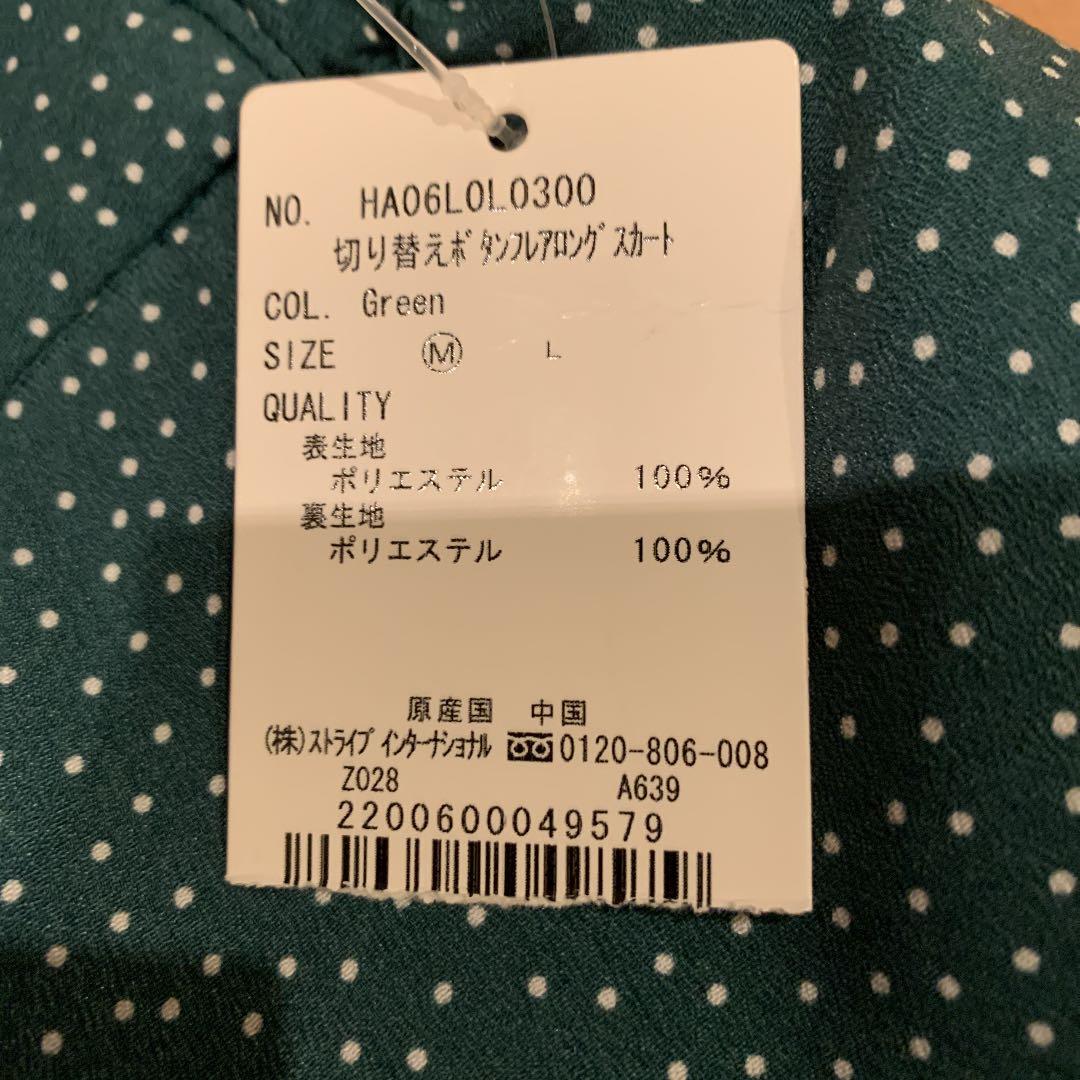 NO. HA06L0L0300
切り替えﾎﾞﾀﾝﾌﾚｱﾛﾝｸﾞｽｶｰﾄ
COL. Green
SIZE Ⓜ L
QUALITY
表生地
ポリエステル 100%
裏生地
ポリエステル 100%
原産国 中国
(株)ｽﾄﾗｲﾌﾟｲﾝﾀｰﾅｼｮﾅﾙ 0120-806-008
Z028 A639
2200600049579